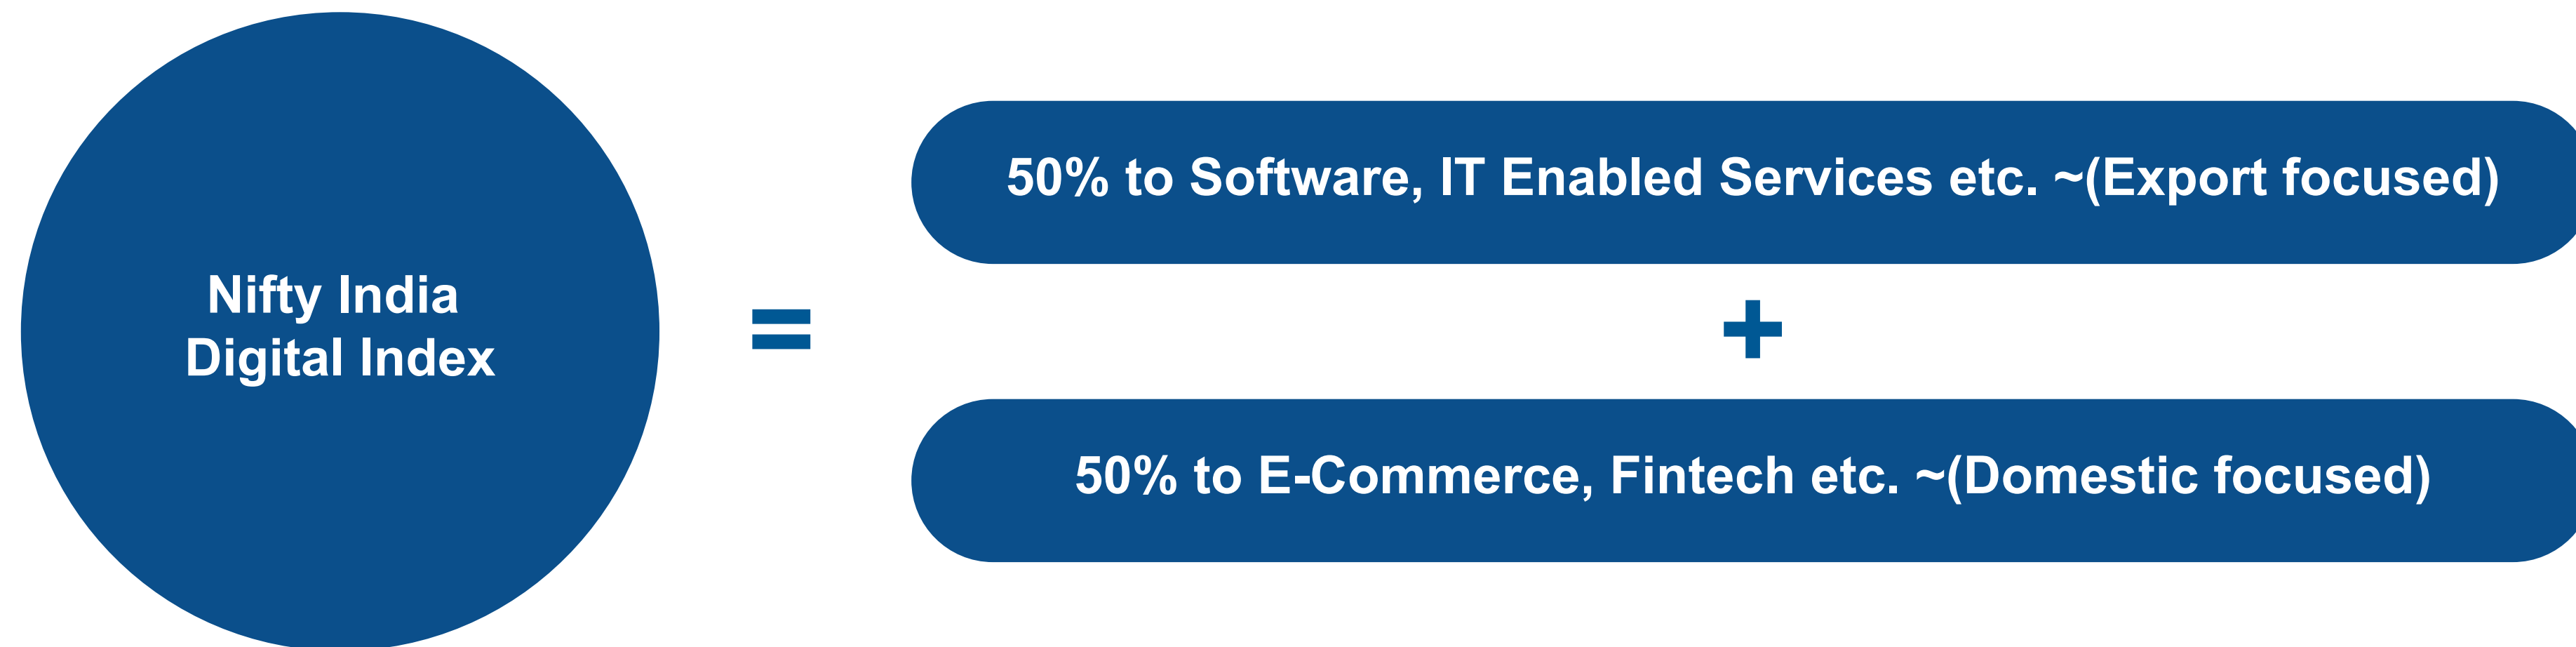 Nifty India
Digital Index
=
50% to Software, IT Enabled Services etc. ~(Export focused)
+
50% to E-Commerce, Fintech etc. ~(Domestic focused)